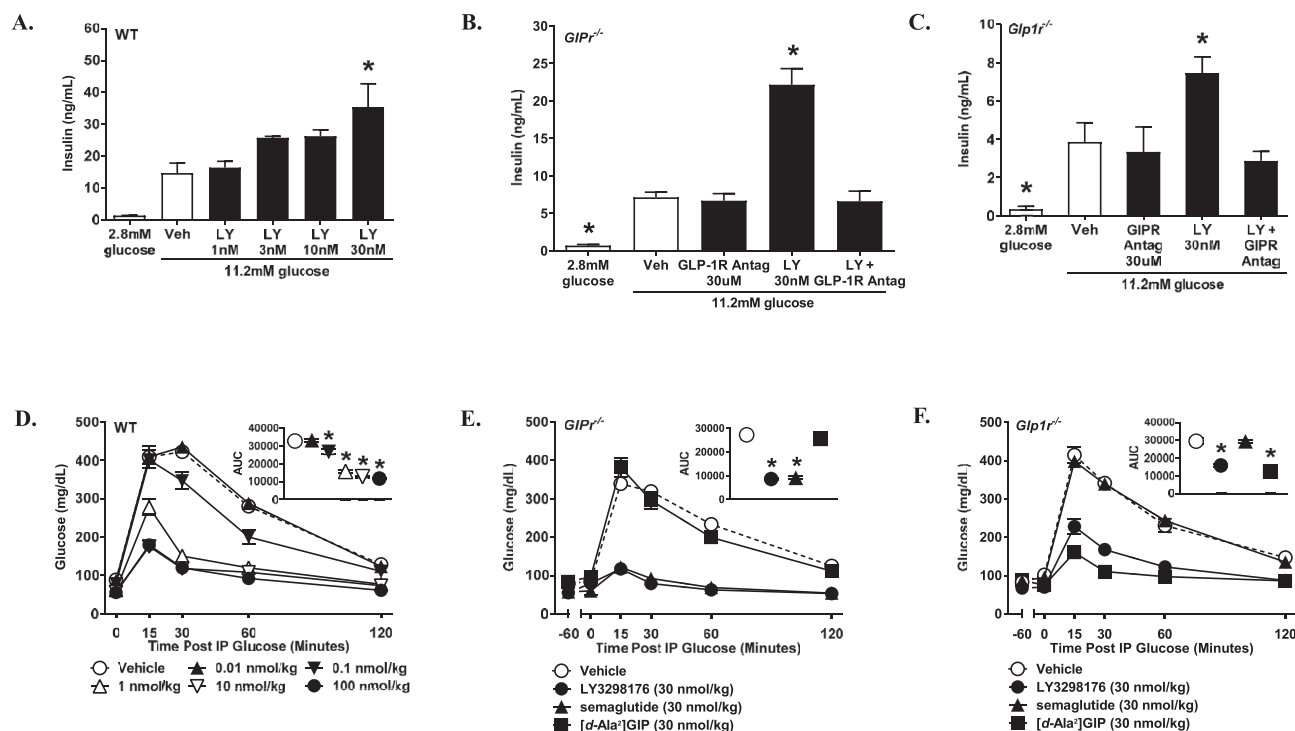 A.
WT
60
50
40
30
20
10
0
Insulin (ng/mL)
*
2.8mM glucose
Veh
LY 1nM
LY 3nM
LY 10nM
LY 30nM
11.2mM glucose
B.
GIPr-/-
30
25
20
15
10
5
0
Insulin (ng/mL)
*
*
2.8mM glucose
Veh
GLP-1R Antag 30uM
LY 30nM
LY + GLP-1R Antag
11.2mM glucose
C.
Glp1r-/-
10
8
6
4
2
0
Insulin (ng/mL)
*
*
2.8mM glucose
Veh
GIPR Antag 30uM
LY 30nM
LY + GIPR Antag
11.2mM glucose
D.
WT
500
400
300
200
100
0
Glucose (mg/dL)
40000
30000
20000
10000
0
AUC
* * * *
0 15 30 60 120
Time Post IP Glucose (Minutes)
Vehicle 0.01 nmol/kg 0.1 nmol/kg
1 nmol/kg 10 nmol/kg 100 nmol/kg
E.
GIPr-/-
500
400
300
200
100
0
Glucose (mg/dL)
30000
20000
10000
0
AUC
* *
-60 0 15 30 60 120
Time Post IP Glucose (Minutes)
Vehicle
LY3298176 (30 nmol/kg)
semaglutide (30 nmol/kg)
[d-Ala²]GIP (30 nmol/kg)
F.
Glp1r-/-
500
400
300
200
100
0
Glucose (mg/dL)
40000
30000
20000
10000
0
AUC
* *
-60 0 15 30 60 120
Time Post IP Glucose (Minutes)
Vehicle
LY3298176 (30 nmol/kg)
semaglutide (30 nmol/kg)
[d-Ala²]GIP (30 nmol/kg)